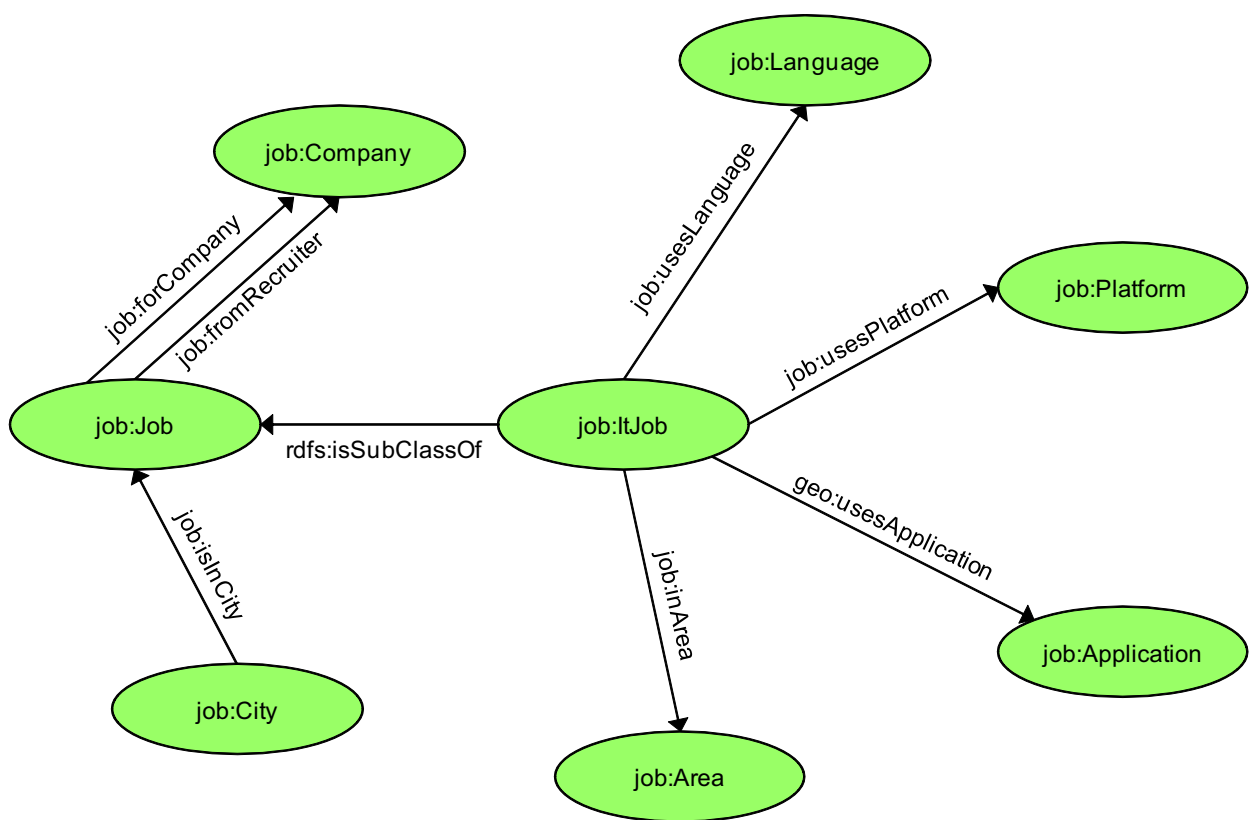 job:Language
job:Company
job:usesLanguage
job:forCompany
job:fromRecruiter
job:Platform
job:usesPlatform
job:Job
job:ItJob
rdfs:isSubClassOf
geo:usesApplication
job:isInCity
job:inArea
job:Application
job:City
job:Area